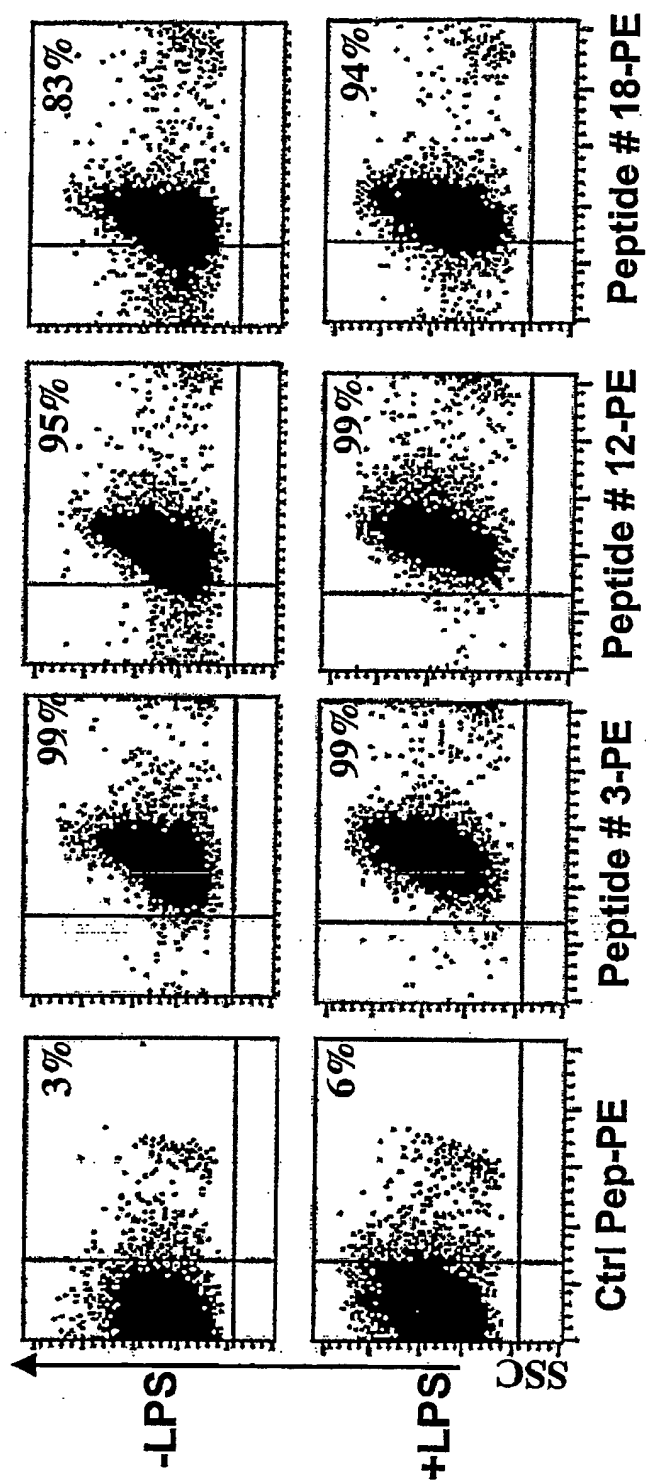 -LPS
3%
99%
95%
83%
+LPS
6%
99%
99%
94%
SSC
Ctrl Pep-PE
Peptide # 3-PE
Peptide # 12-PE
Peptide # 18-PE